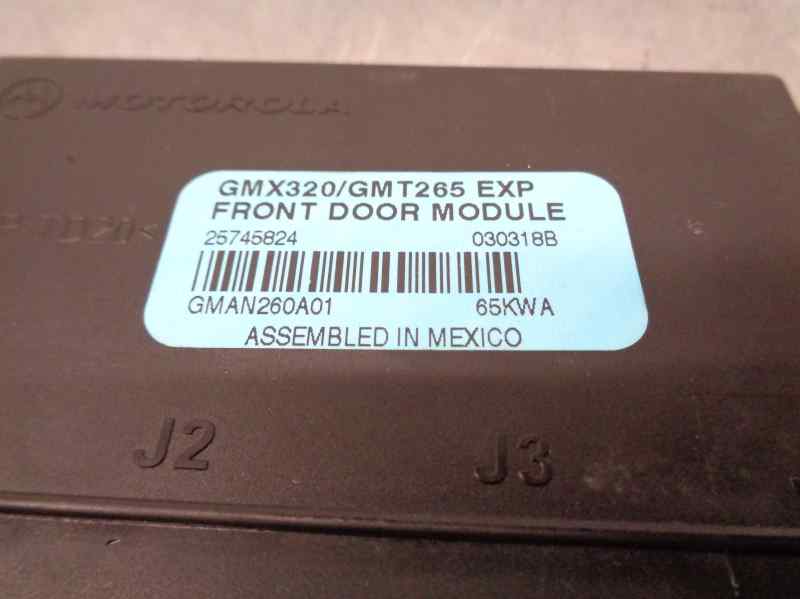 MOTOROLA
GMX320/GMT265 EXP
FRONT DOOR MODULE
25745824 030318B
GMAN260A01 65KWA
ASSEMBLED IN MEXICO
J2 J3